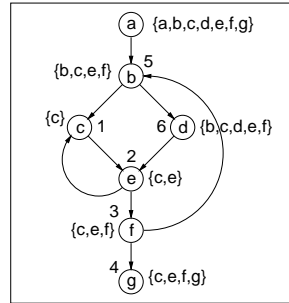 a {a,b,c,d,e,f,g}
5
{b,c,e,f} b
{c} c 1 6 d {b,c,d,e,f}
2
e {c,e}
3
{c,e,f} f
4
g {c,e,f,g}